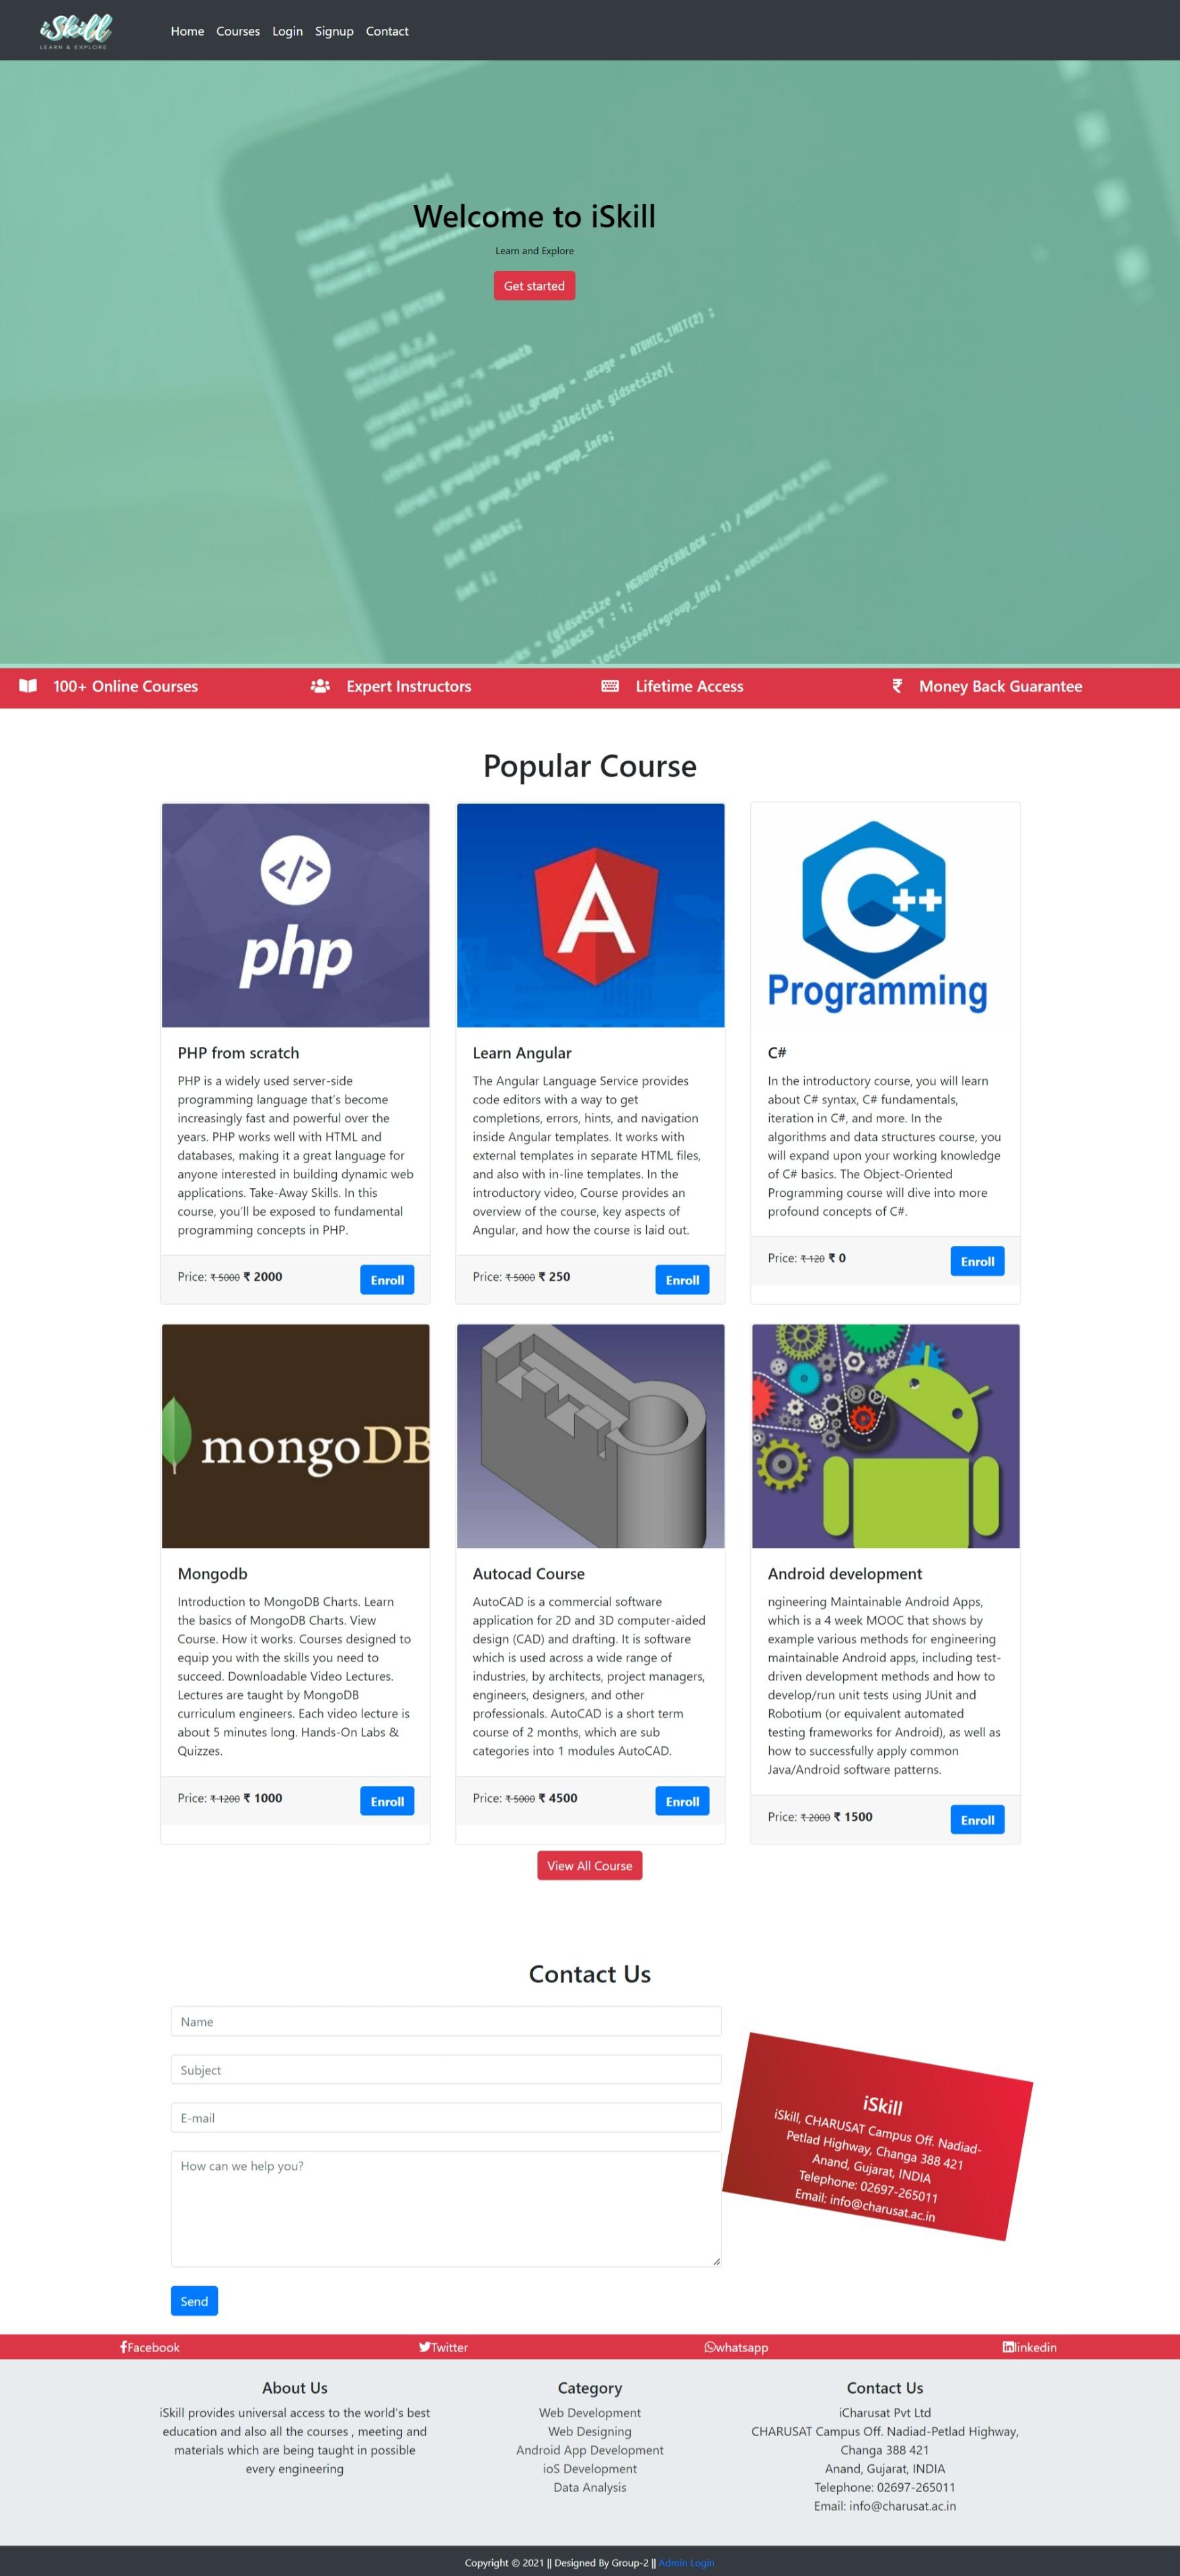 iSkill
LEARN & EXPLORE
Home Courses Login Signup Contact
Welcome to iSkill
Learn and Explore
Get started
struct group_info init_groups = .usage = ATOMIC_INIT(2) ;
struct groupinfo *groups_alloc(int gidsetsize){
struct group_info *group_info;
int nblocks;
int i;
100+ Online Courses
Expert Instructors
Lifetime Access
Money Back Guarantee
Popular Course
</>
php
PHP from scratch
PHP is a widely used server-side
programming language that's become
increasingly fast and powerful over the
years. PHP works well with HTML and
databases, making it a great language for
anyone interested in building dynamic web
applications. Take-Away Skills. In this
course, you'll be exposed to fundamental
programming concepts in PHP.
Price: ₹ 5000 ₹ 2000
Enroll
A
Learn Angular
The Angular Language Service provides
code editors with a way to get
completions, errors, hints, and navigation
inside Angular templates. It works with
external templates in separate HTML files,
and also with in-line templates. In the
introductory video, Course provides an
overview of the course, key aspects of
Angular, and how the course is laid out.
Price: ₹ 5000 ₹ 250
Enroll
C++
Programming
C#
In the introductory course, you will learn
about C# syntax, C# fundamentals,
iteration in C#, and more. In the
algorithms and data structures course, you
will expand upon your working knowledge
of C# basics. The Object-Oriented
Programming course will dive into more
profound concepts of C#.
Price: ₹ 120 ₹ 0
Enroll
mongoDB
Mongodb
Introduction to MongoDB Charts. Learn
the basics of MongoDB Charts. View
Course. How it works. Courses designed to
equip you with the skills you need to
succeed. Downloadable Video Lectures.
Lectures are taught by MongoDB
curriculum engineers. Each video lecture is
about 5 minutes long. Hands-On Labs &
Quizzes.
Price: ₹ 1200 ₹ 1000
Enroll
Autocad Course
AutoCAD is a commercial software
application for 2D and 3D computer-aided
design (CAD) and drafting. It is software
which is used across a wide range of
industries, by architects, project managers,
engineers, designers, and other
professionals. AutoCAD is a short term
course of 2 months, which are sub
categories into 1 modules AutoCAD.
Price: ₹ 5000 ₹ 4500
Enroll
Android development
ngineering Maintainable Android Apps,
which is a 4 week MOOC that shows by
example various methods for engineering
maintainable Android apps, including test-
driven development methods and how to
develop/run unit tests using JUnit and
Robotium (or equivalent automated
testing frameworks for Android), as well as
how to successfully apply common
Java/Android software patterns.
Price: ₹ 2000 ₹ 1500
Enroll
View All Course
Contact Us
Name
Subject
E-mail
How can we help you?
Send
iSkill
iSkill, CHARUSAT Campus Off. Nadiad-
Petlad Highway, Changa 388 421
Anand, Gujarat, INDIA
Telephone: 02697-265011
Email: info@charusat.ac.in
Facebook
Twitter
whatsapp
linkedin
About Us
iSkill provides universal access to the world's best
education and also all the courses , meeting and
materials which are being taught in possible
every engineering
Category
Web Development
Web Designing
Android App Development
ioS Development
Data Analysis
Contact Us
iCharusat Pvt Ltd
CHARUSAT Campus Off. Nadiad-Petlad Highway,
Changa 388 421
Anand, Gujarat, INDIA
Telephone: 02697-265011
Email: info@charusat.ac.in
Copyright © 2021 || Designed By Group-2 || Admin Login